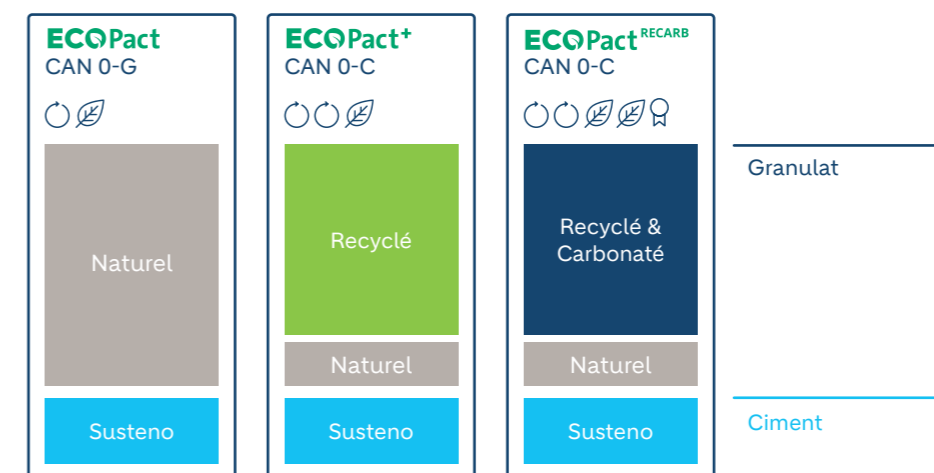 ECOPact
CAN 0-G
Naturel
Susteno
ECOPact+
CAN 0-C
Recyclé
Naturel
Susteno
ECOPact RECARB
CAN 0-C
Recyclé &
Carbonaté
Naturel
Susteno
Granulat
Ciment